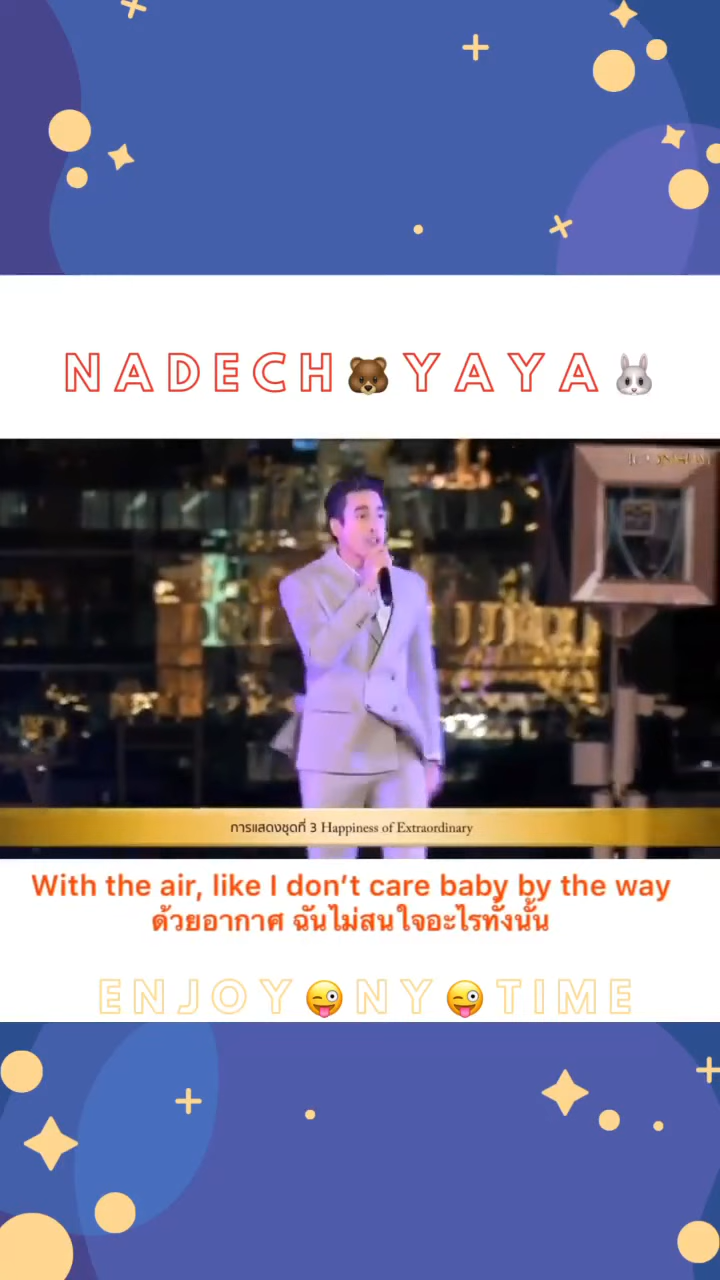 NADECH🐻YAYA🐰
การแสดงชุดที่ 3 Happiness of Extraordinary
With the air, like I don't care baby by the way
ด้วยอากาศ ฉันไม่สนใจอะไรทั้งนั้น
ENJOY😜NY😜TIME